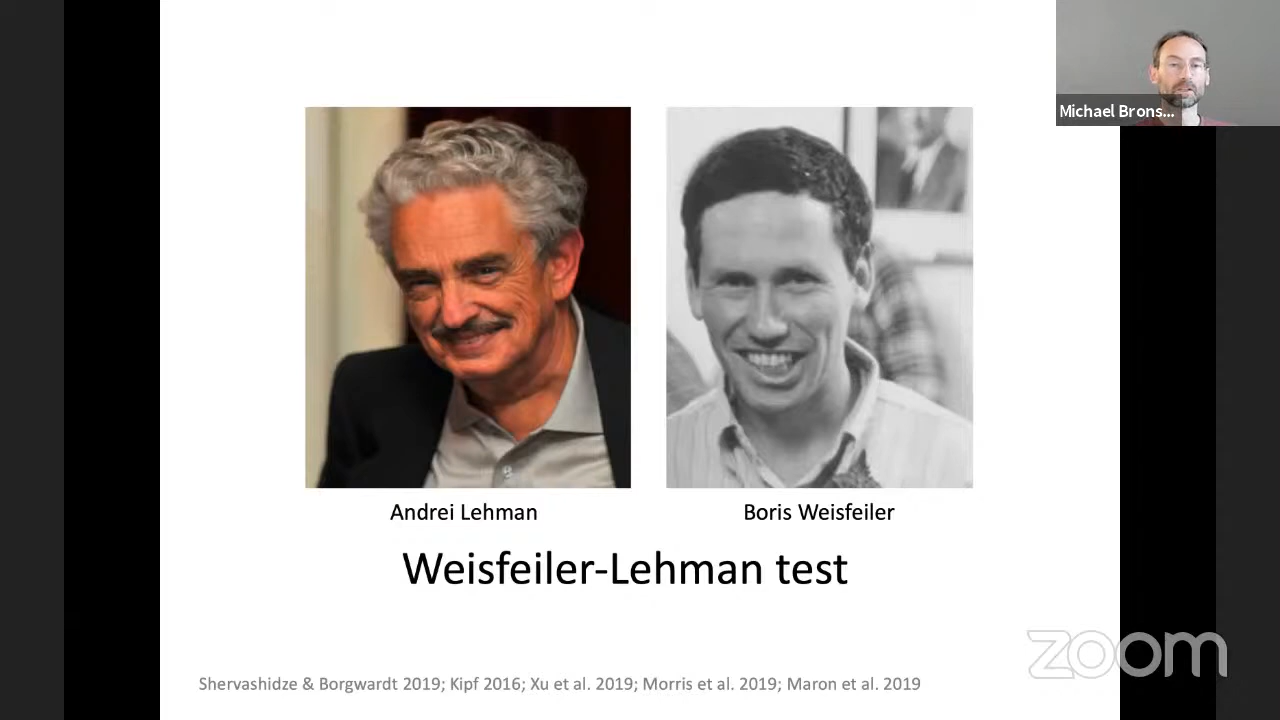 Michael Brons...
Andrei Lehman
Boris Weisfeiler
Weisfeiler-Lehman test
zoom
Shervashidze & Borgwardt 2019; Kipf 2016; Xu et al. 2019; Morris et al. 2019; Maron et al. 2019